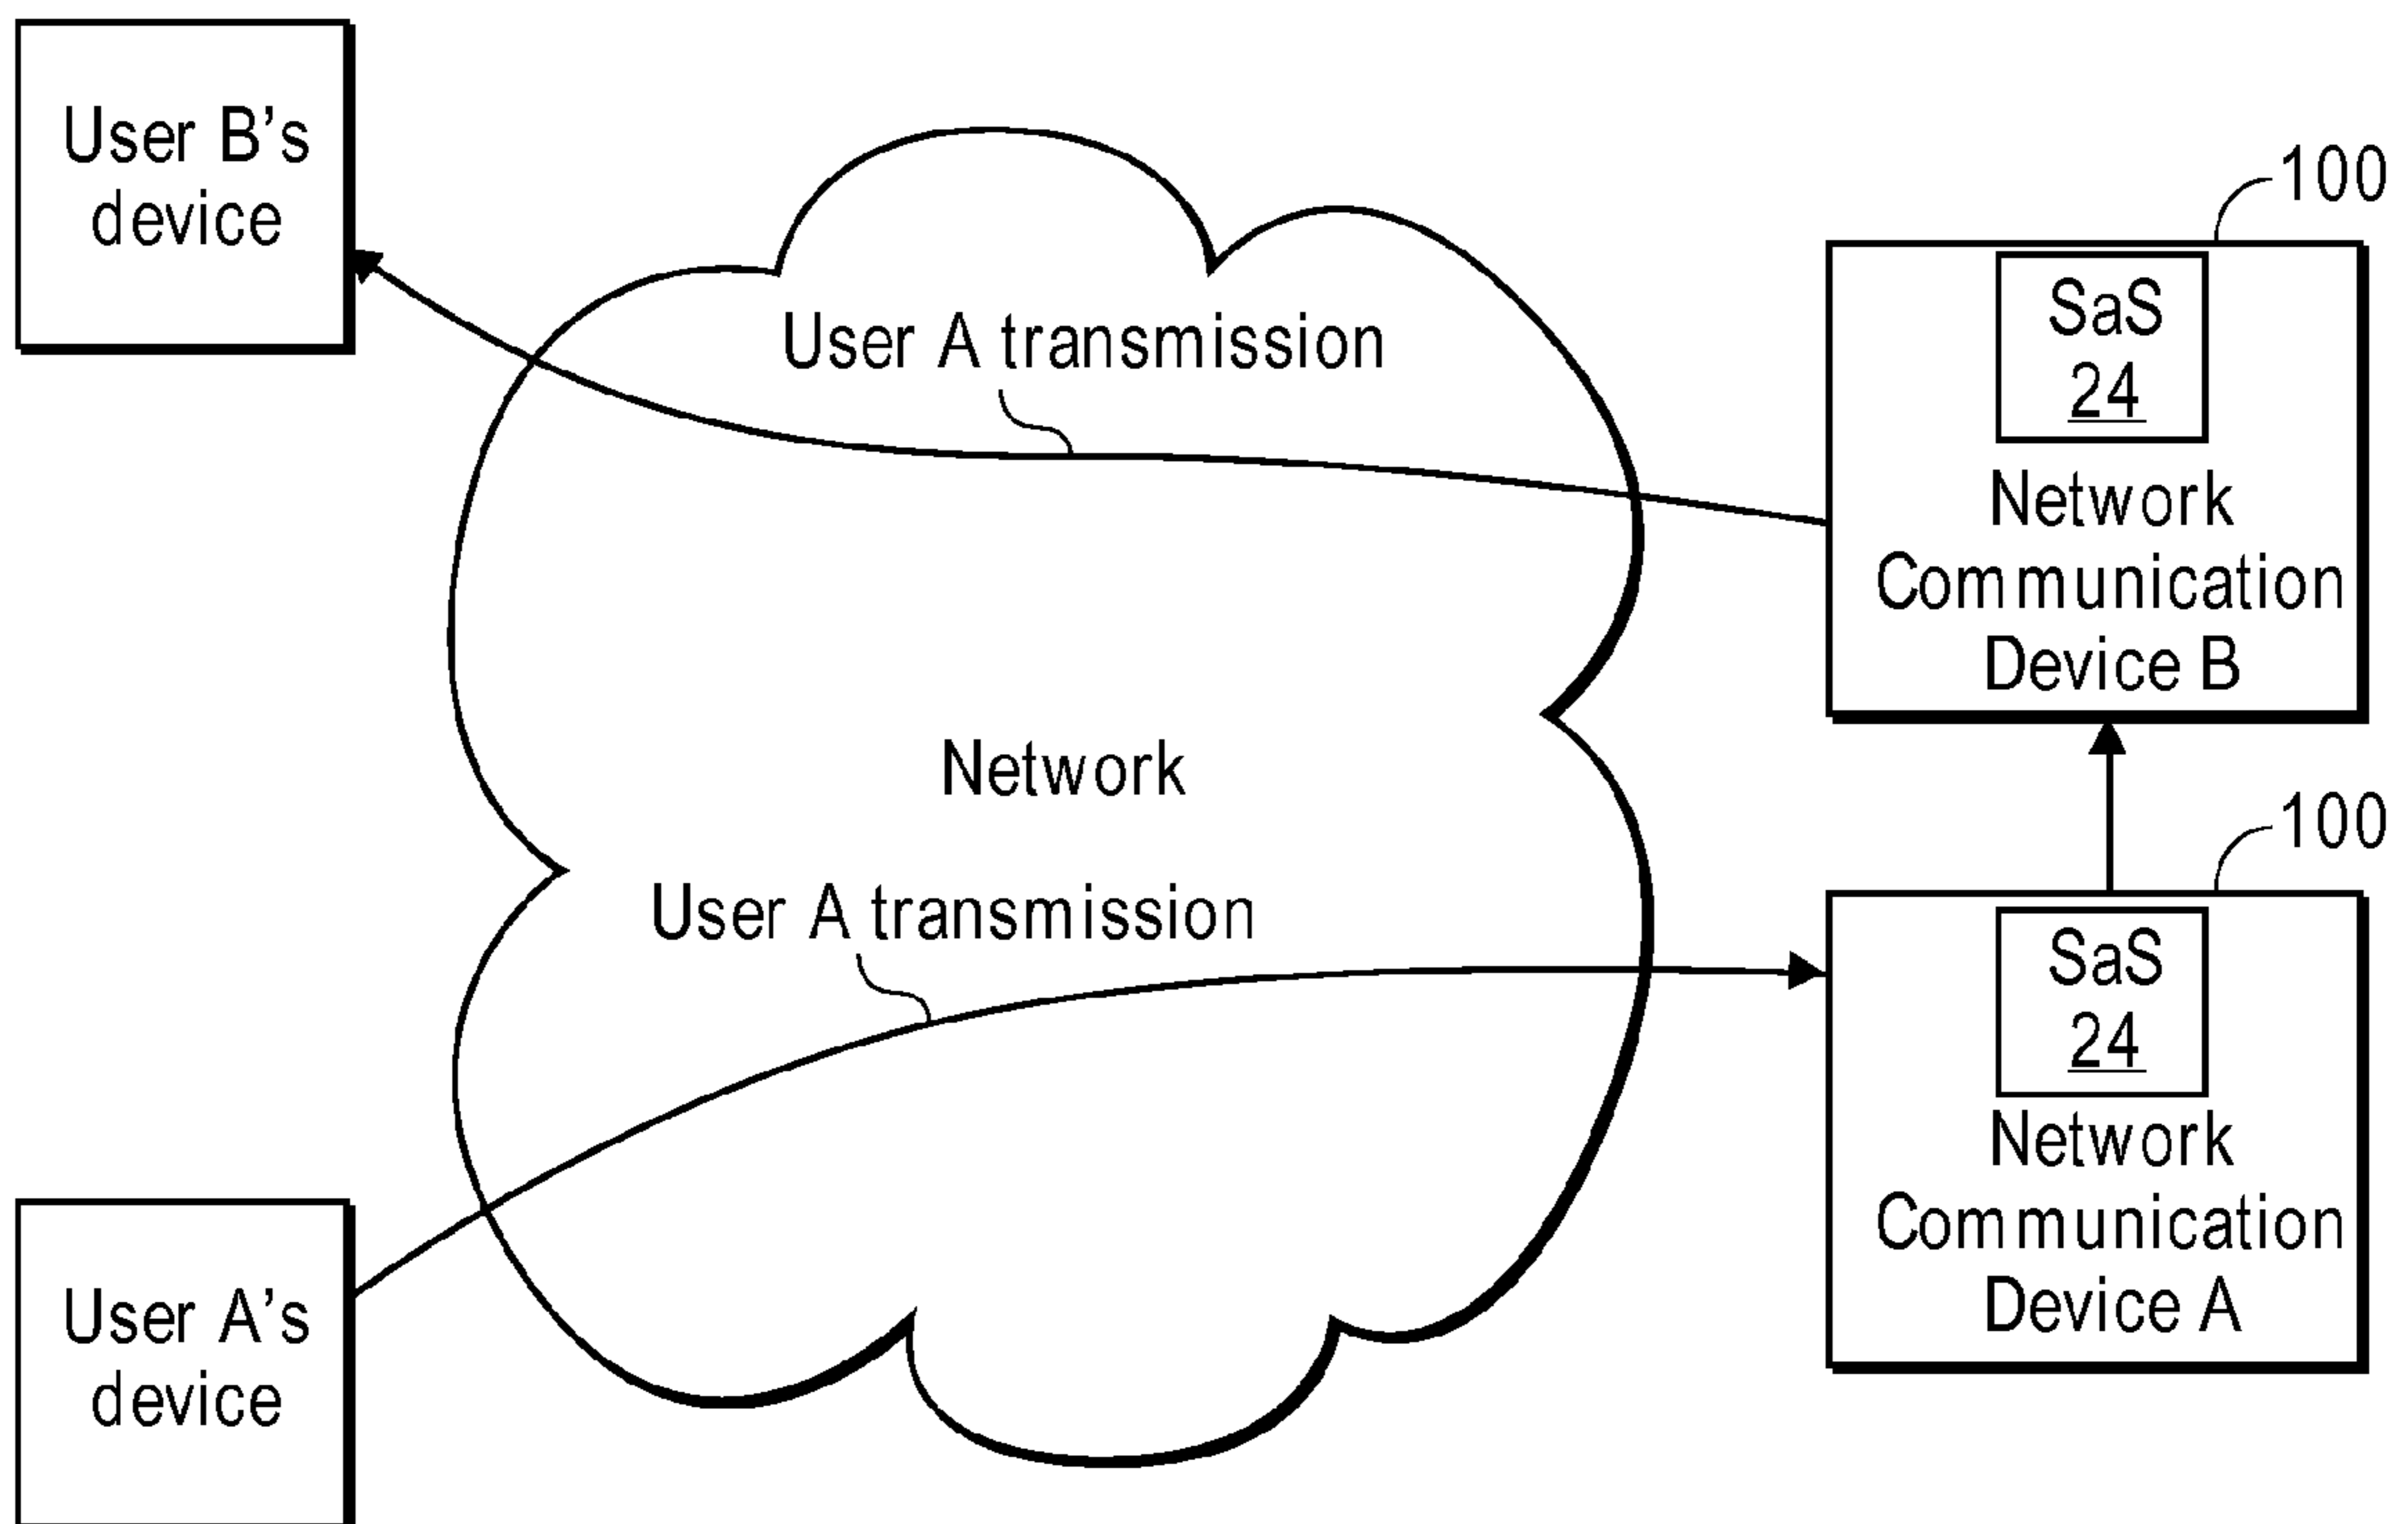 User B's
device
100
SaS
24
User A transmission
Network
Communication
Device B
Network
100
User A transmission
SaS
24
Network
Communication
Device A
User A's
device